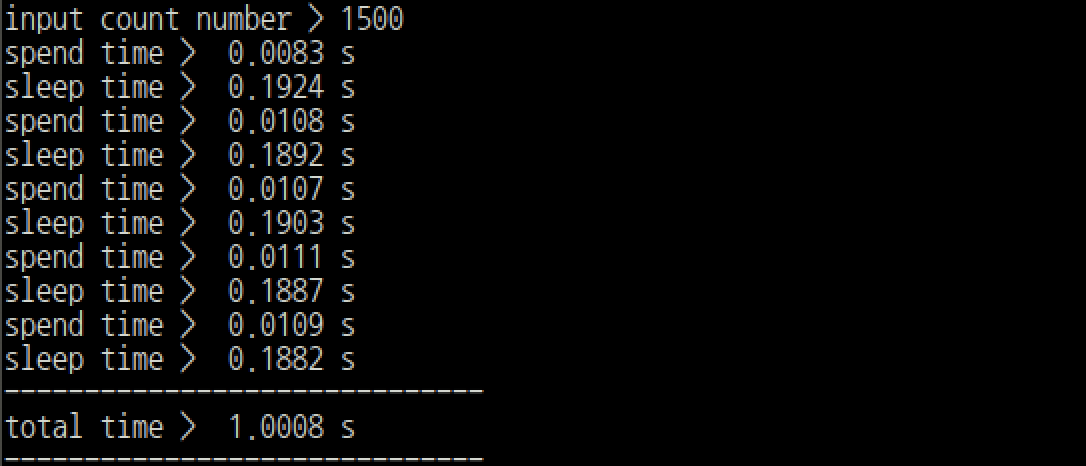 input count number > 1500
spend time >  0.0083 s
sleep time >  0.1924 s
spend time >  0.0108 s
sleep time >  0.1892 s
spend time >  0.0107 s
sleep time >  0.1903 s
spend time >  0.0111 s
sleep time >  0.1887 s
spend time >  0.0109 s
sleep time >  0.1882 s
------------------------------
total time >  1.0008 s
------------------------------